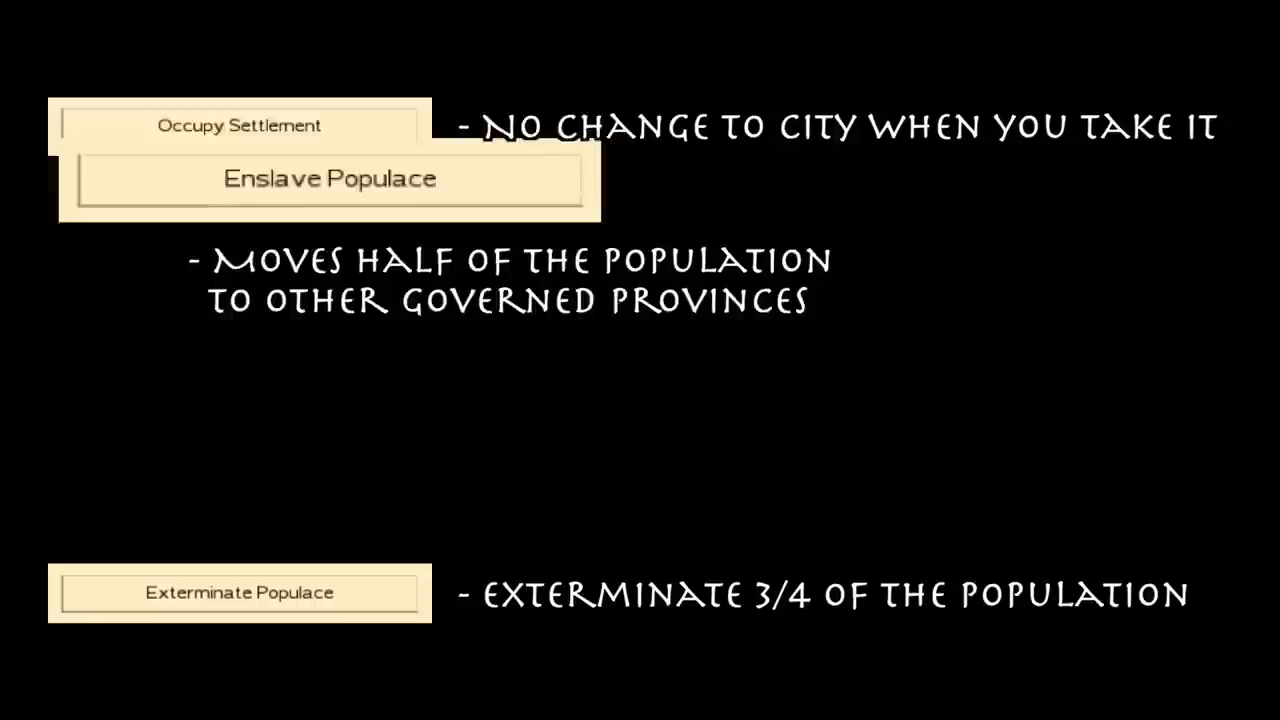 Occupy Settlement - NO CHANGE TO CITY WHEN YOU TAKE IT
Enslave Populace
- MOVES HALF OF THE POPULATION
TO OTHER GOVERNED PROVINCES
Exterminate Populace - EXTERMINATE 3/4 OF THE POPULATION